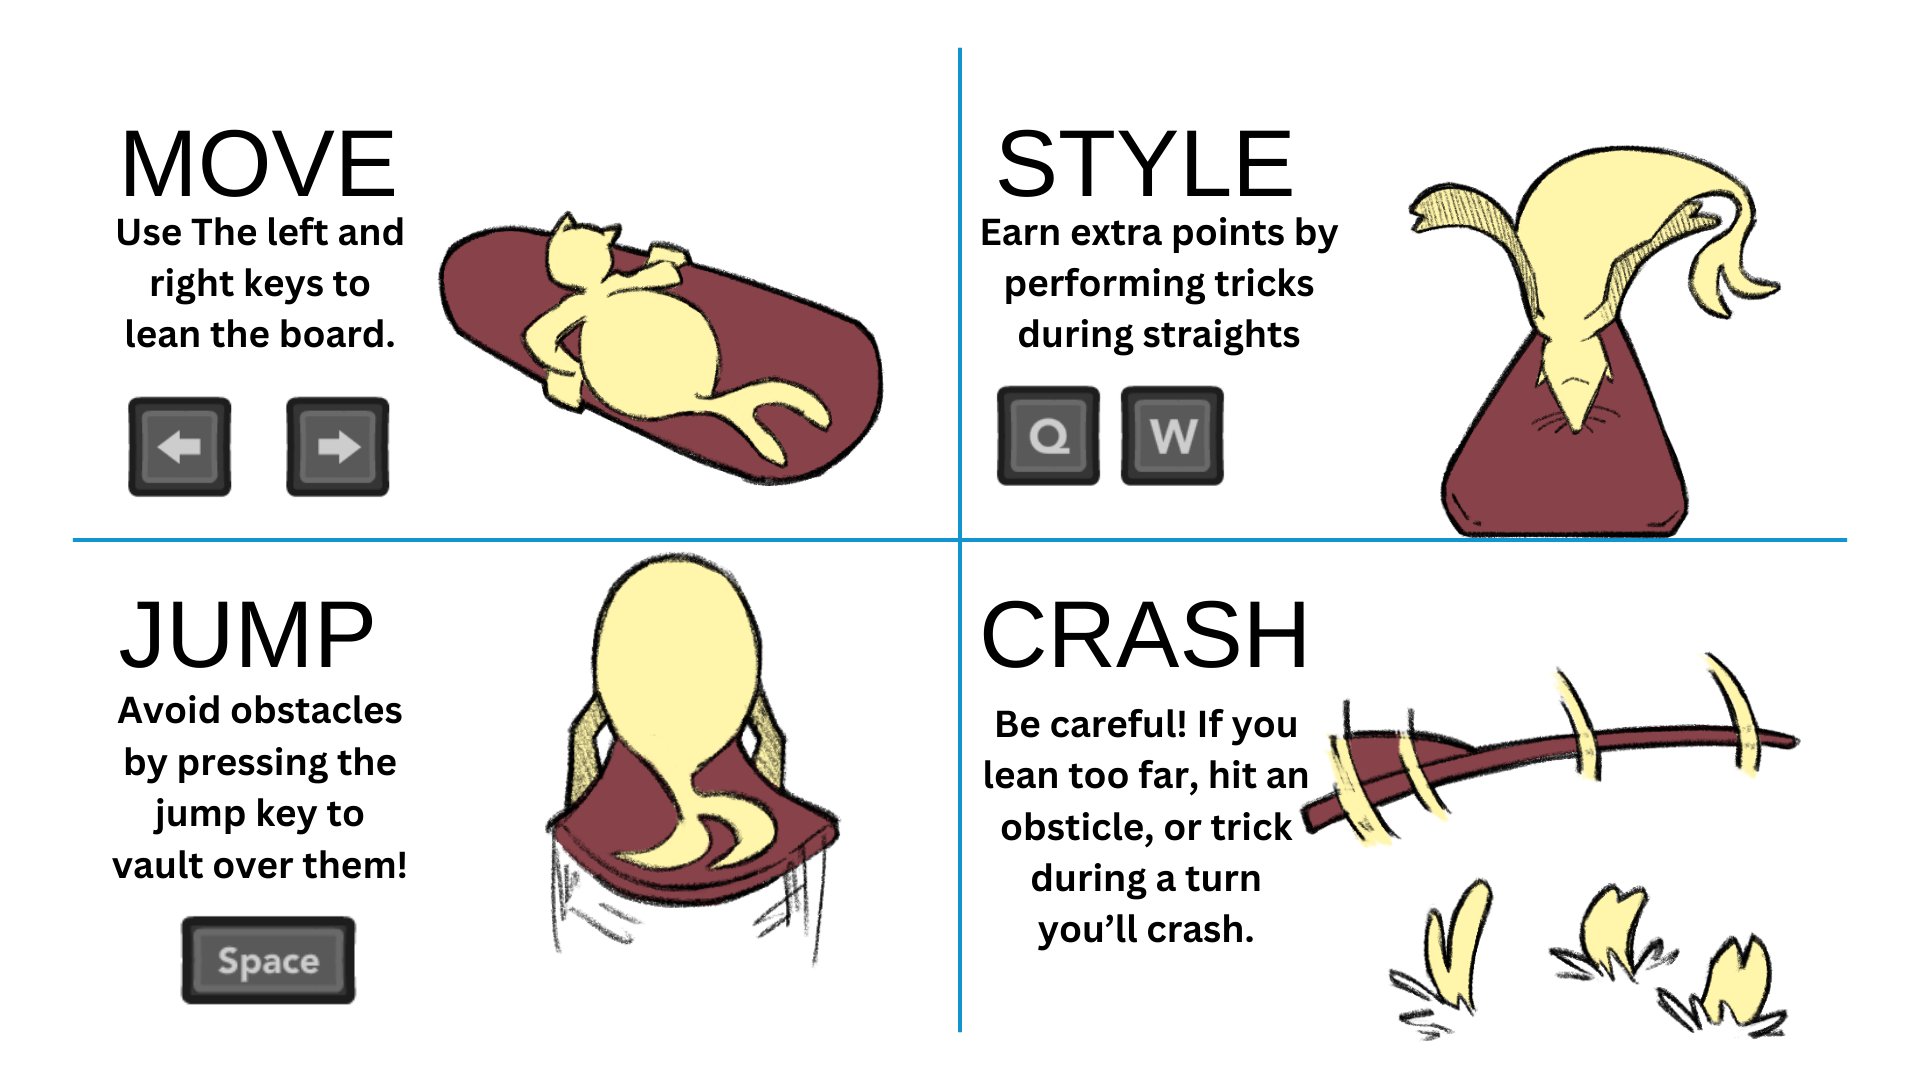 MOVE
Use The left and
right keys to
lean the board.
STYLE
Earn extra points by
performing tricks
during straights
Q W
JUMP
Avoid obstacles
by pressing the
jump key to
vault over them!
Space
CRASH
Be careful! If you
lean too far, hit an
obsticle, or trick
during a turn
you’ll crash.